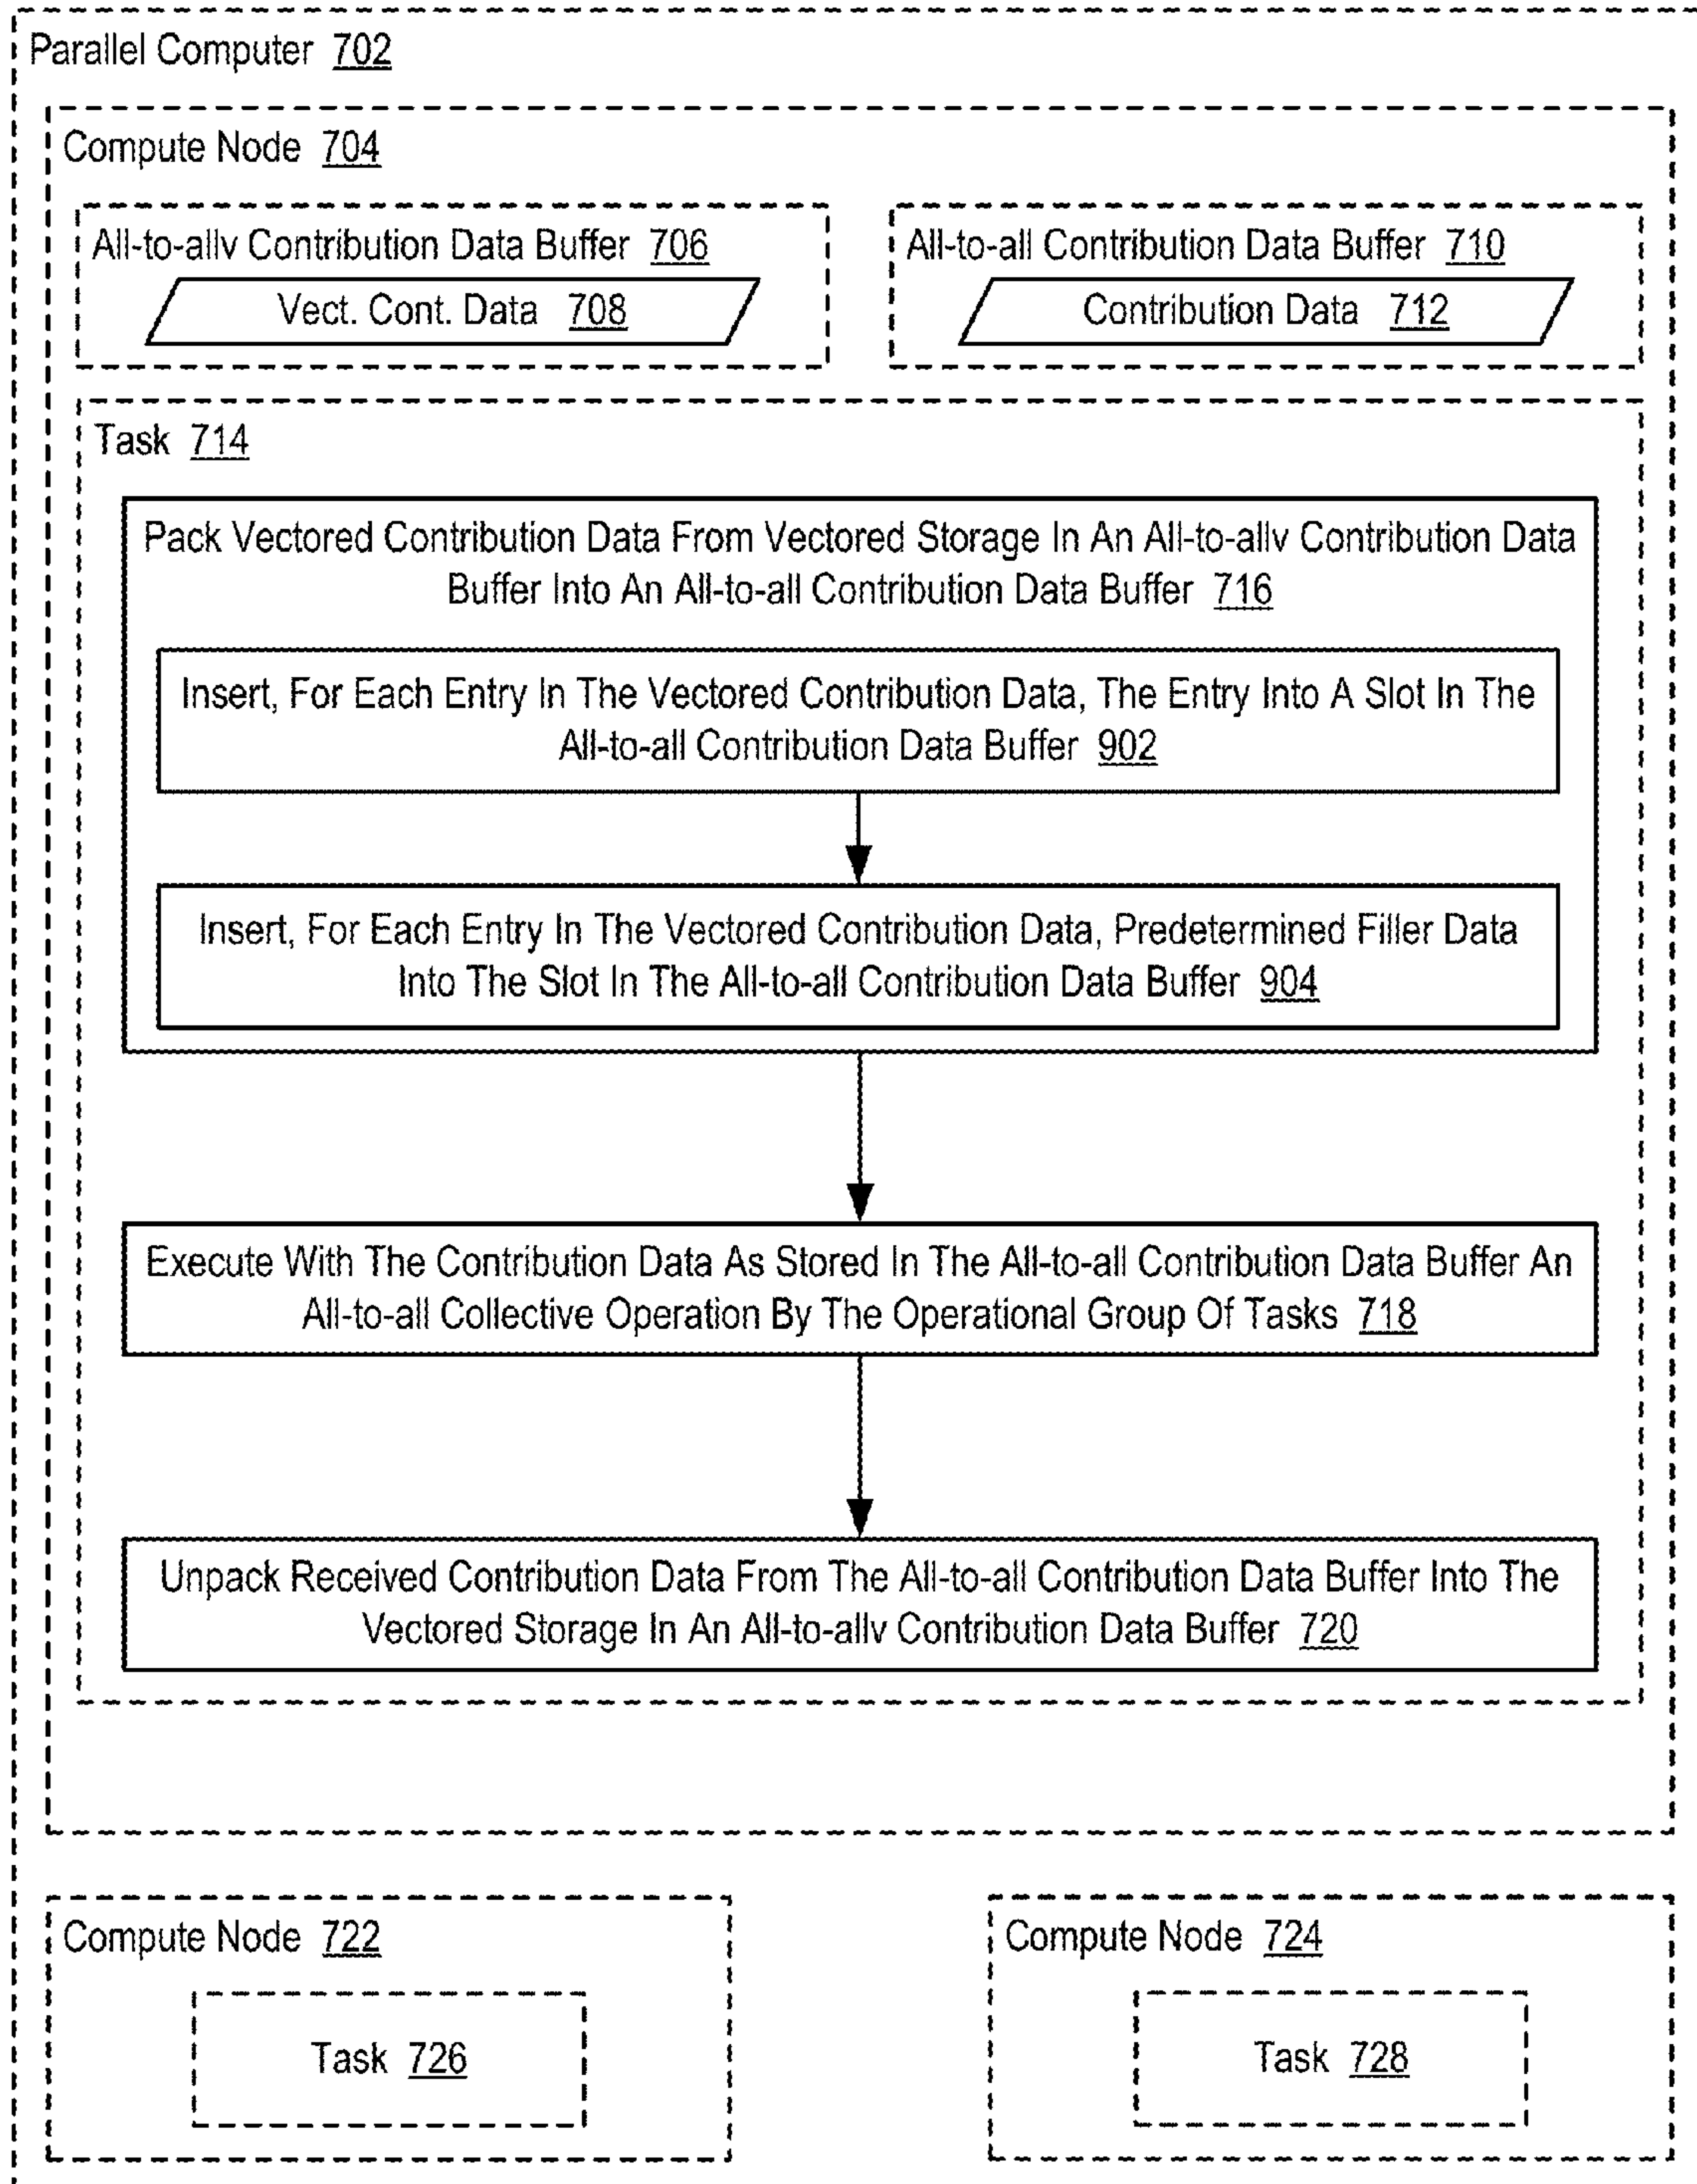 Parallel Computer 702
Compute Node 704
All-to-allv Contribution Data Buffer 706
Vect. Cont. Data 708
All-to-all Contribution Data Buffer 710
Contribution Data 712
Task 714
Pack Vectored Contribution Data From Vectored Storage In An All-to-allv Contribution Data
Buffer Into An All-to-all Contribution Data Buffer 716
Insert, For Each Entry In The Vectored Contribution Data, The Entry Into A Slot In The
All-to-all Contribution Data Buffer 902
Insert, For Each Entry In The Vectored Contribution Data, Predetermined Filler Data
Into The Slot In The All-to-all Contribution Data Buffer 904
Execute With The Contribution Data As Stored In The All-to-all Contribution Data Buffer An
All-to-all Collective Operation By The Operational Group Of Tasks 718
Unpack Received Contribution Data From The All-to-all Contribution Data Buffer Into The
Vectored Storage In An All-to-allv Contribution Data Buffer 720
Compute Node 722
Task 726
Compute Node 724
Task 728